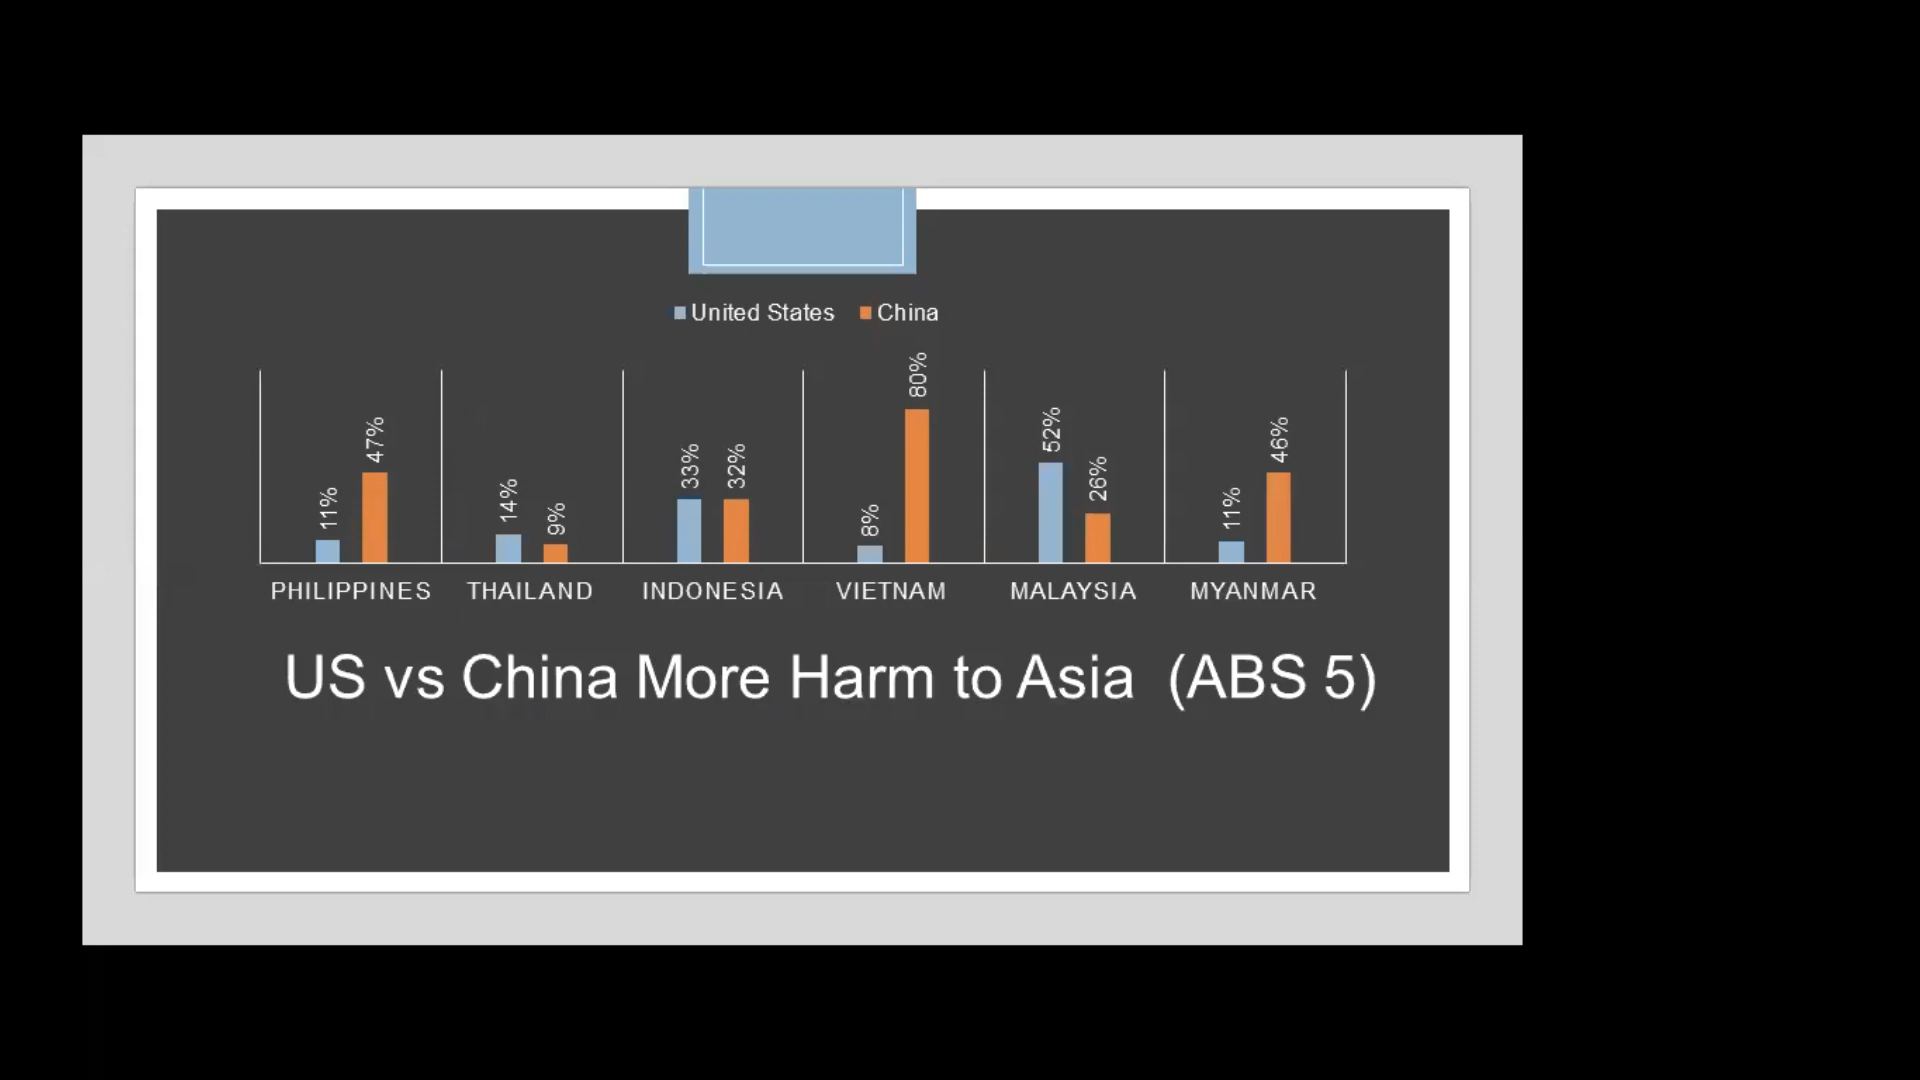 United States China
11% 47% 14% 9% 33% 32% 8% 80% 52% 26% 11% 46%
PHILIPPINES THAILAND INDONESIA VIETNAM MALAYSIA MYANMAR
US vs China More Harm to Asia (ABS 5)